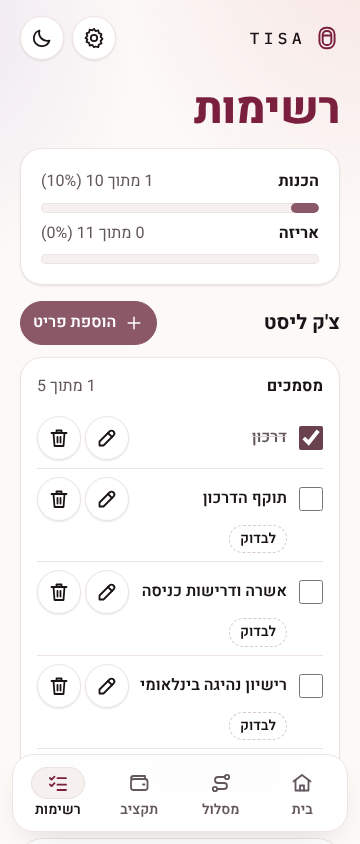 TISA
רשימות
הכנות
1 מתוך 10 (10%)
אריזה
0 מתוך 11 (0%)
צ'ק ליסט
הוספת פריט
מסמכים
1 מתוך 5
דרכון
תוקף הדרכון
לבדוק
אשרה ודרישות כניסה
לבדוק
רישיון נהיגה בינלאומי
לבדוק
בית
מסלול
תקציב
רשימות